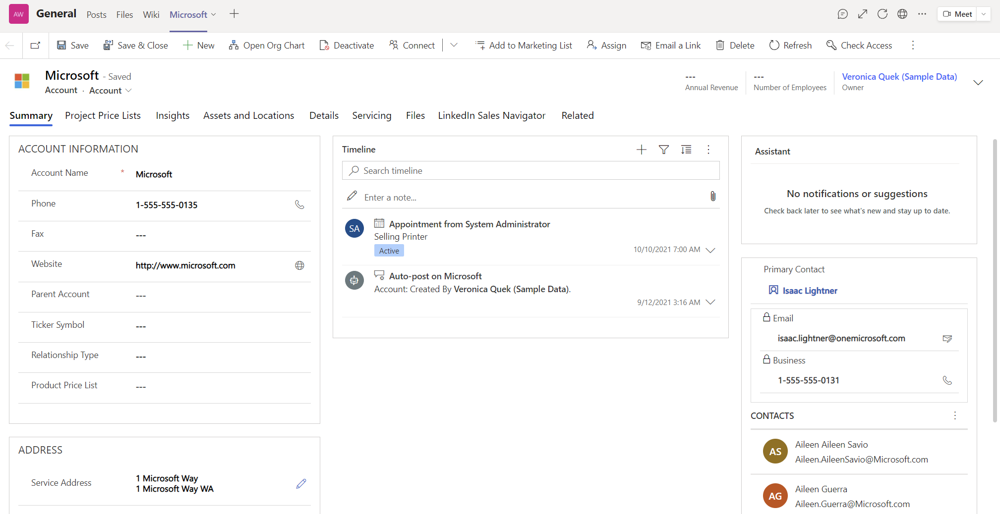 AW General Posts Files Wiki Microsoft Meet
Save Save & Close New Open Org Chart Deactivate Connect Add to Marketing List Assign Email a Link Delete Refresh Check Access
Microsoft - Saved
Account · Account
--- Annual Revenue
--- Number of Employees
Veronica Quek (Sample Data)
Owner
Summary Project Price Lists Insights Assets and Locations Details Servicing Files LinkedIn Sales Navigator Related
ACCOUNT INFORMATION
Account Name * Microsoft
Phone 1-555-555-0135
Fax ---
Website http://www.microsoft.com
Parent Account ---
Ticker Symbol ---
Relationship Type ---
Product Price List ---
ADDRESS
Service Address 1 Microsoft Way
1 Microsoft Way WA
Timeline
Search timeline
Enter a note...
SA Appointment from System Administrator
Selling Printer
Active 10/10/2021 7:00 AM
Auto-post on Microsoft
Account: Created By Veronica Quek (Sample Data).
9/12/2021 3:16 AM
Assistant
No notifications or suggestions
Check back later to see what's new and stay up to date.
Primary Contact
Isaac Lightner
Email
isaac.lightner@onemicrosoft.com
Business
1-555-555-0131
CONTACTS
AS Aileen Aileen Savio
Aileen.AileenSavio@Microsoft.com
AG Aileen Guerra
Aileen.Guerra@Microsoft.com